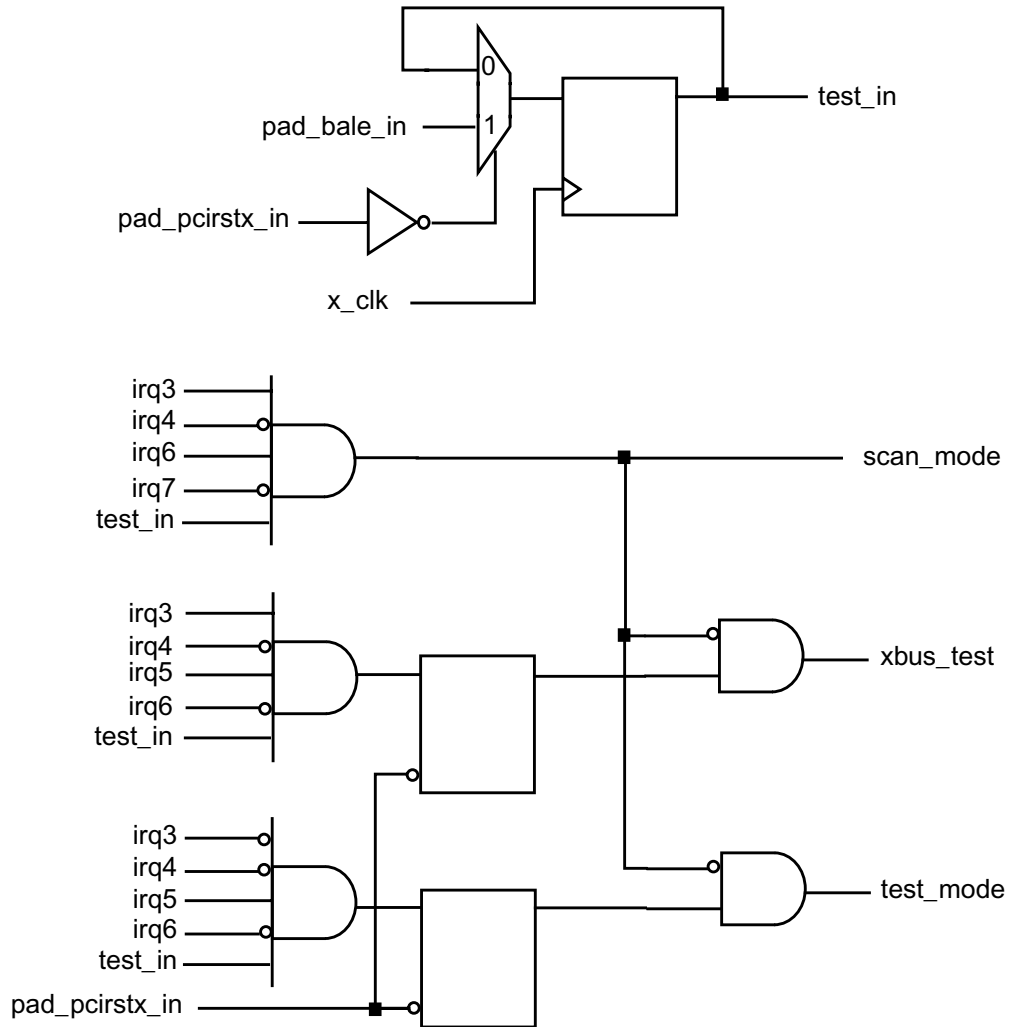 0
test_in
pad_bale_in
1
pad_pcirstx_in
x_clk
irq3
irq4
irq6
scan_mode
irq7
test_in
irq3
irq4
xbus_test
irq5
irq6
test_in
irq3
irq4
test_mode
irq5
irq6
test_in
pad_pcirstx_in